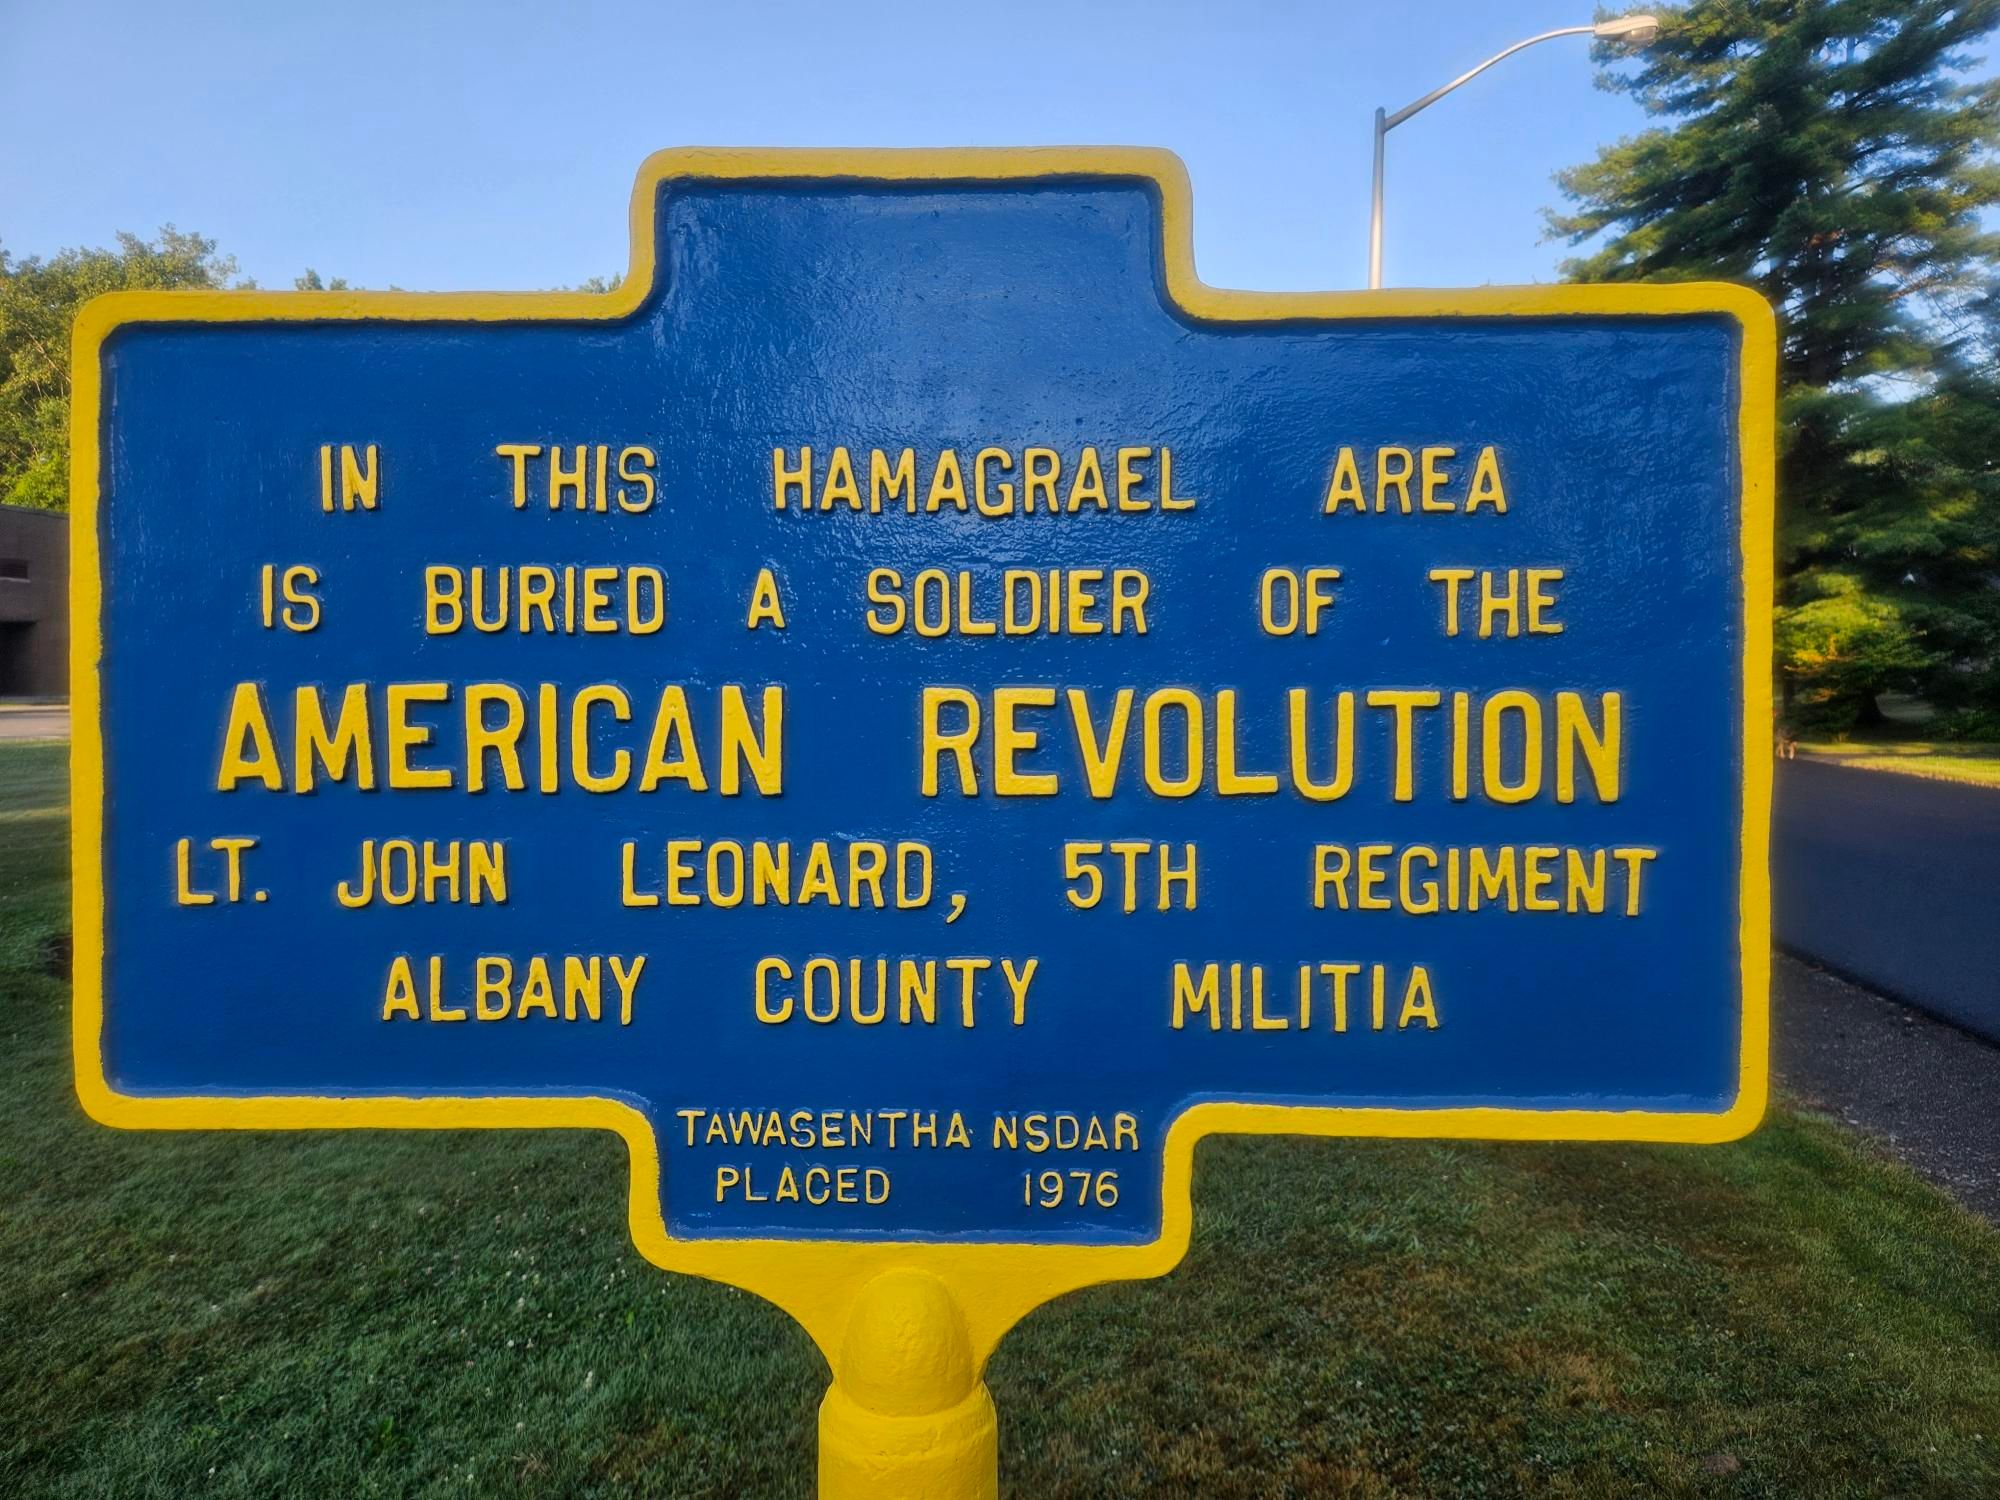 IN THIS HAMAGRAEL AREA
IS BURIED A SOLDIER OF THE
AMERICAN REVOLUTION
LT. JOHN LEONARD, 5TH REGIMENT
ALBANY COUNTY MILITIA
TAWASENTHA NSDAR
PLACED 1976